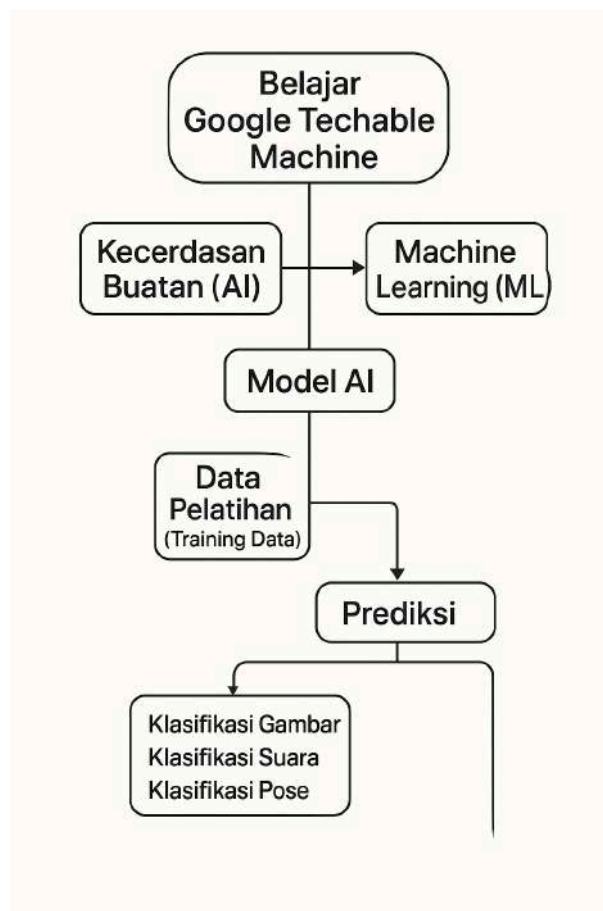 Belajar
Google Techable
Machine
Kecerdasan
Buatan (AI)
Machine
Learning (ML)
Model AI
Data
Pelatihan
(Training Data)
Prediksi
Klasifikasi Gambar
Klasifikasi Suara
Klasifikasi Pose